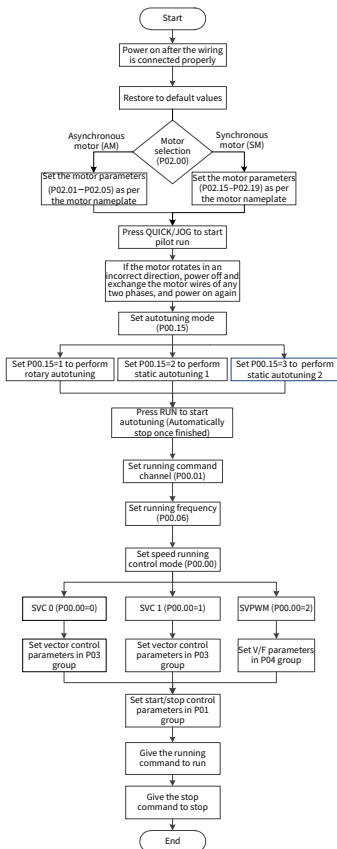 Start
Power on after the wiring
is connected properly
Restore to default values
Asynchronous
motor (AM)
Motor
selection
(P02.00)
Synchronous
motor (SM)
Set the motor parameters
(P02.01—P02.05) as per
the motor nameplate
Set the motor parameters
(P02.15–P02.19) as per
the motor nameplate
Press QUICK/JOG to start
pilot run
If the motor rotates in an
incorrect direction, power off and
exchange the motor wires of any
two phases, and power on again
Set autotuning mode
(P00.15)
Set P00.15=1 to perform
rotary autotuning
Set P00.15=2 to perform
static autotuning 1
Set P00.15=3 to perform
static autotuning 2
Press RUN to start
autotuning (Automatically
stop once finished)
Set running command
channel (P00.01)
Set running frequency
(P00.06)
Set speed running
control mode (P00.00)
SVC 0 (P00.00=0)
SVC 1 (P00.00=1)
SVPWM (P00.00=2)
Set vector control
parameters in P03
group
Set vector control
parameters in P03
group
Set V/F parameters
in P04 group
Set start/stop control
parameters in P01
group
Give the running
command to run
Give the stop
command to stop
End